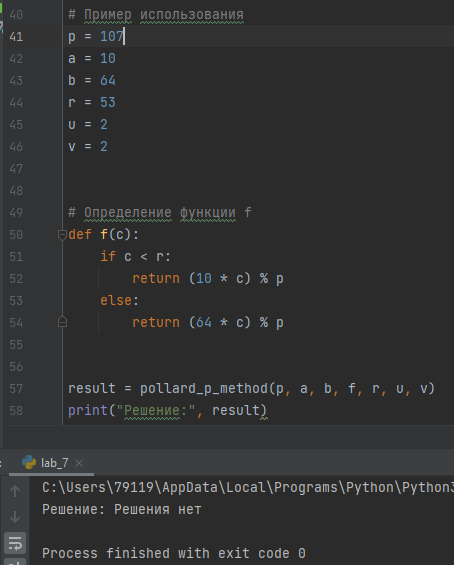 40 # Пример использования
41 p = 107
42 a = 10
43 b = 64
44 r = 53
45 u = 2
46 v = 2
47
48
49 # Определение функции f
50 def f(c):
51 if c < r:
52 return (10 * c) % p
53 else:
54 return (64 * c) % p
55
56
57 result = pollard_p_method(p, a, b, f, r, u, v)
58 print("Решение:", result)
lab_7
C:\Users\79119\AppData\Local\Programs\Python\Python3
Решение: Решения нет
Process finished with exit code 0